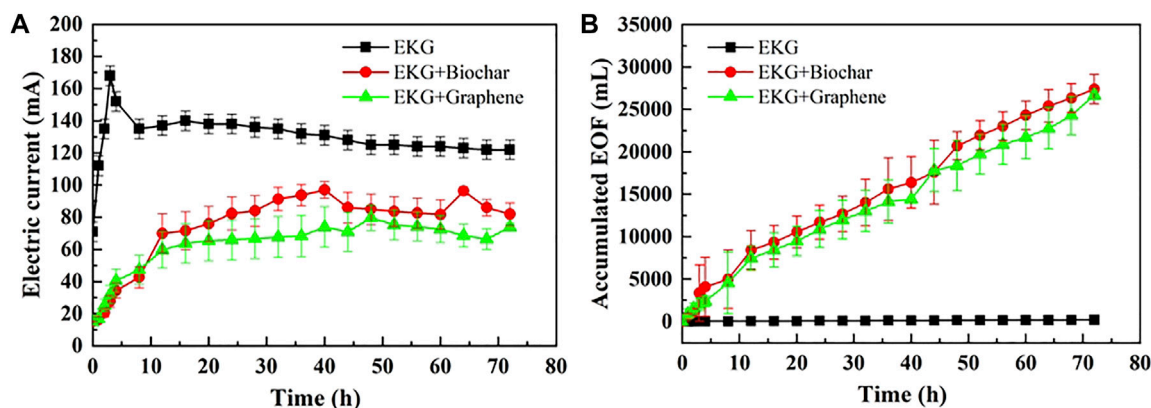 A
Electric current (mA)
200
180
160
140
120
100
80
60
40
20
0
EKG
EKG+Biochar
EKG+Graphene
0 10 20 30 40 50 60 70 80
Time (h)
B
Accumulated EOF (mL)
35000
30000
25000
20000
15000
10000
5000
0
EKG
EKG+Biochar
EKG+Graphene
0 10 20 30 40 50 60 70 80
Time (h)